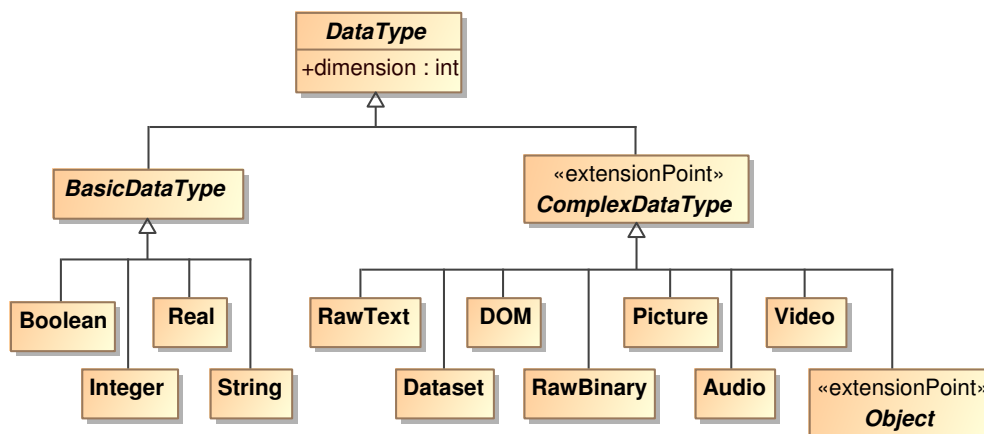 DataType
+dimension : int
BasicDataType
«extensionPoint»
ComplexDataType
Boolean
Real
RawText
DOM
Picture
Video
Integer
String
Dataset
RawBinary
Audio
«extensionPoint»
Object